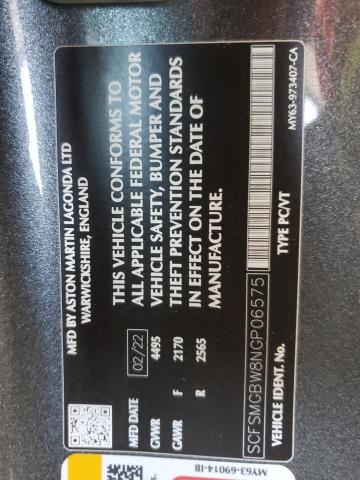 MFD BY ASTON MARTIN LAGONDA LTD
WARWICKSHIRE, ENGLAND
THIS VEHICLE CONFORMS TO
ALL APPLICABLE FEDERAL MOTOR
VEHICLE SAFETY, BUMPER AND
THEFT PREVENTION STANDARDS
IN EFFECT ON THE DATE OF
MANUFACTURE.
MFD DATE 02/22
GVWR 4495
GAWR F 2170
R 2565
SCFSMGBW8NGP06575
VEHICLE IDENT. No. TYPE PC/VT
MY63-973407-CA
MY63-69014-IB